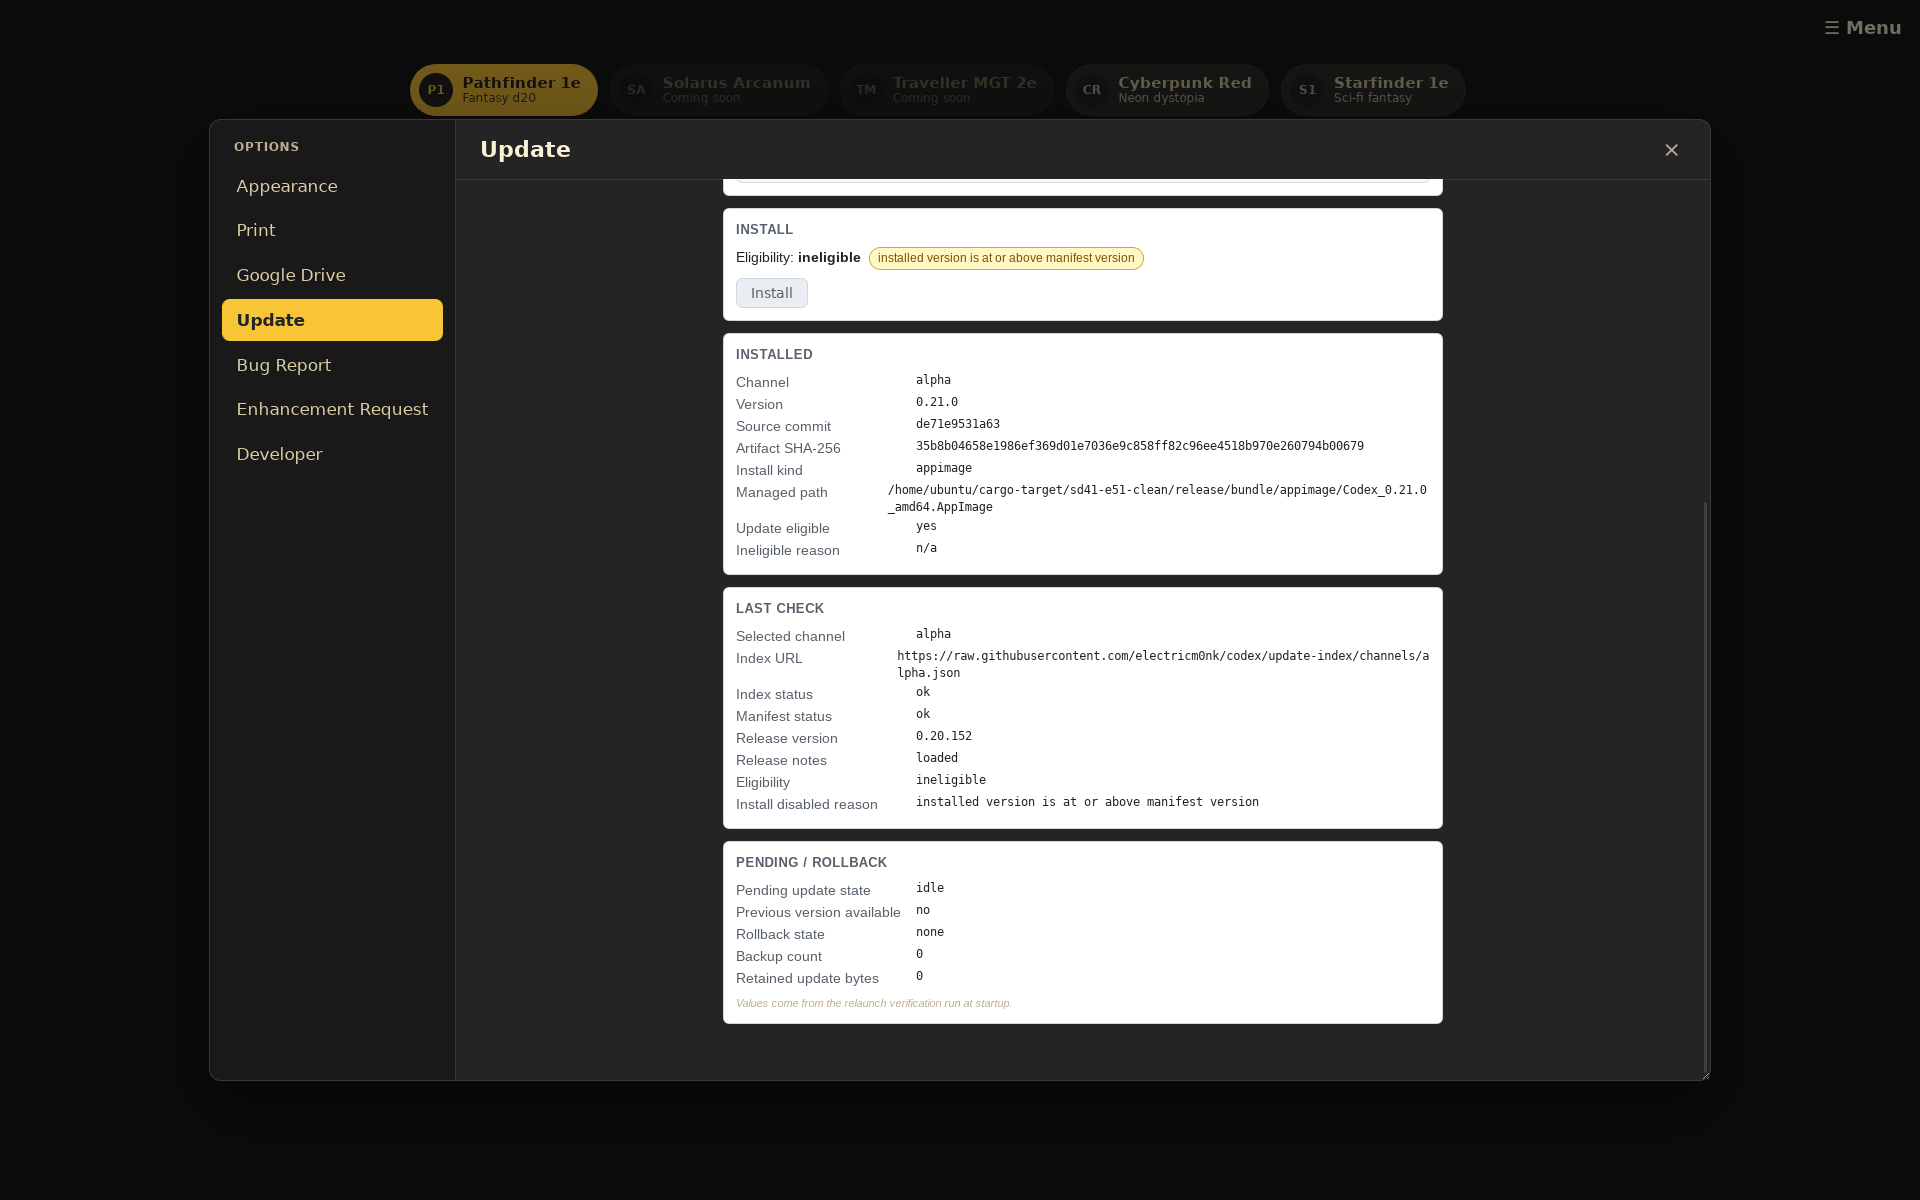 ☰ Menu
P1 Pathfinder 1e
Fantasy d20
SA Solarus Arcanum
Coming soon
TM Traveller MGT 2e
Coming soon
CR Cyberpunk Red
Neon dystopia
S1 Starfinder 1e
Sci-fi fantasy
OPTIONS
Appearance
Print
Google Drive
Update
Bug Report
Enhancement Request
Developer
Update
×
INSTALL
Eligibility: ineligible installed version is at or above manifest version
Install
INSTALLED
Channel alpha
Version 0.21.0
Source commit de71e9531a63
Artifact SHA-256 35b8b04658e1986ef369d01e7036e9c858ff82c96ee4518b970e260794b00679
Install kind appimage
Managed path /home/ubuntu/cargo-target/sd41-e51-clean/release/bundle/appimage/Codex_0.21.0
_amd64.AppImage
Update eligible yes
Ineligible reason n/a
LAST CHECK
Selected channel alpha
Index URL https://raw.githubusercontent.com/electricm0nk/codex/update-index/channels/a
lpha.json
Index status ok
Manifest status ok
Release version 0.20.152
Release notes loaded
Eligibility ineligible
Install disabled reason installed version is at or above manifest version
PENDING / ROLLBACK
Pending update state idle
Previous version available no
Rollback state none
Backup count 0
Retained update bytes 0
Values come from the relaunch verification run at startup.